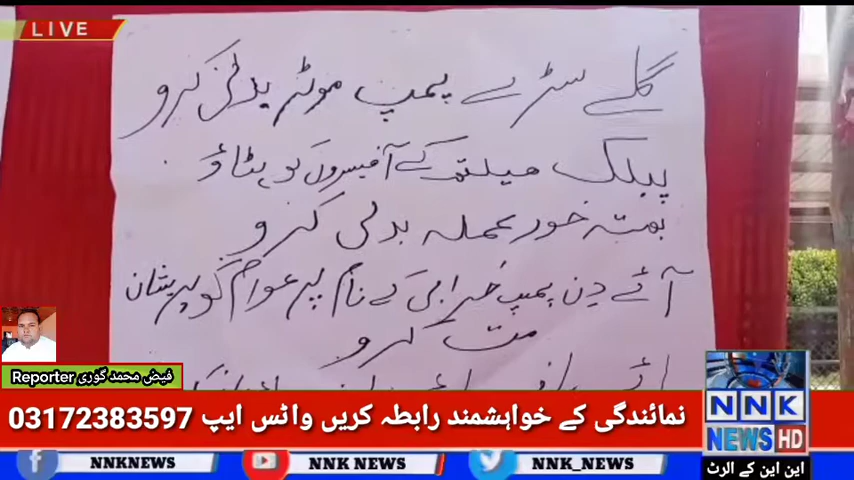 LIVE
گلے سڑے پمپ موٹر بدلی کرو
پبلک ہیلتھ کے آفیسروں کو ہٹاؤ
بھتہ خور عملہ بدلی کرو
آئے دن پمپ خرابی کے نام پر عوام کو پریشان
مت کرو
Reporter فیض محمد گوری
نمائندگی کے خواہشمند رابطہ کریں واٹس ایپ 03172383597
NNK
NEWS HD
این این کے الرٹ
NNKNEWS
NNK NEWS
NNK_NEWS